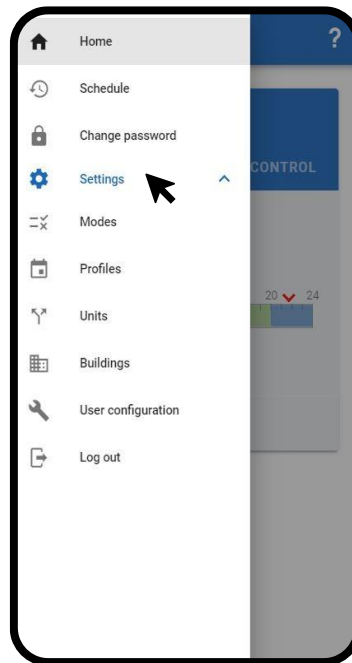 Home
?
Schedule
Change password
CONTROL
Settings
Modes
Profiles
20 24
Units
Buildings
User configuration
Log out